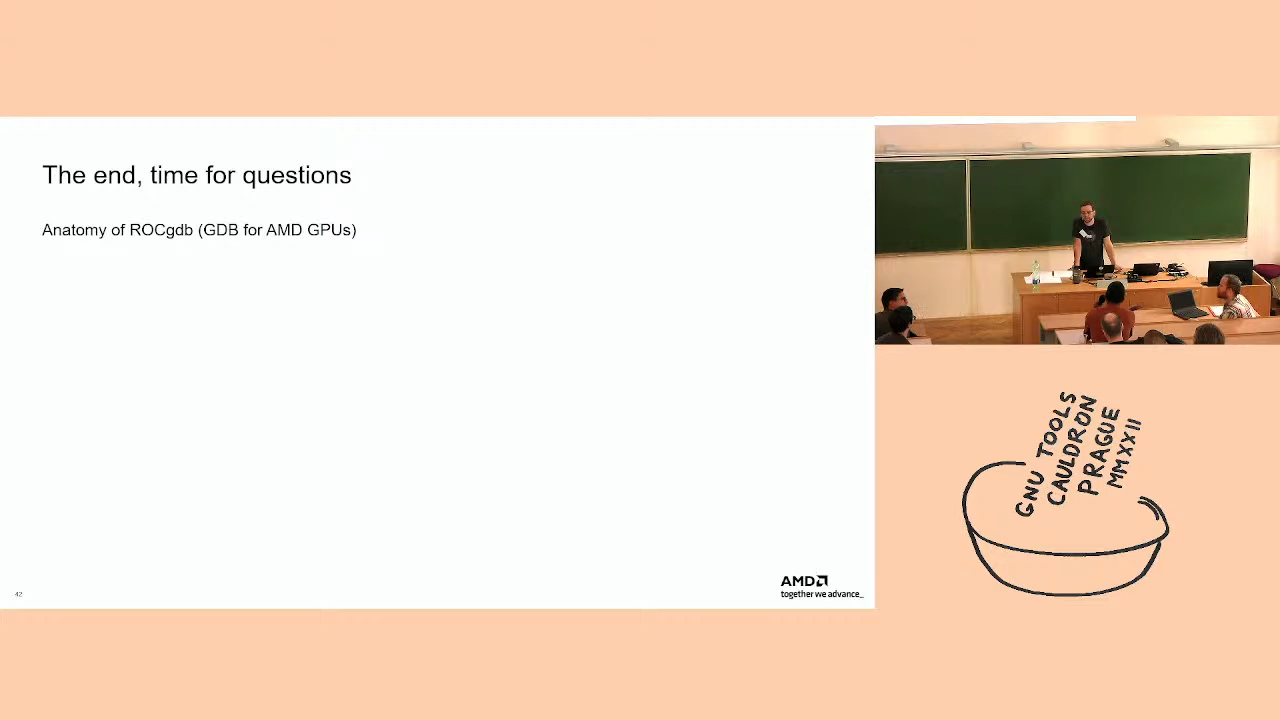 The end, time for questions
Anatomy of ROCgdb (GDB for AMD GPUs)
42
AMD
together we advance_
GNU TOOLS
CAULDRON
PRAGUE
MMXXII